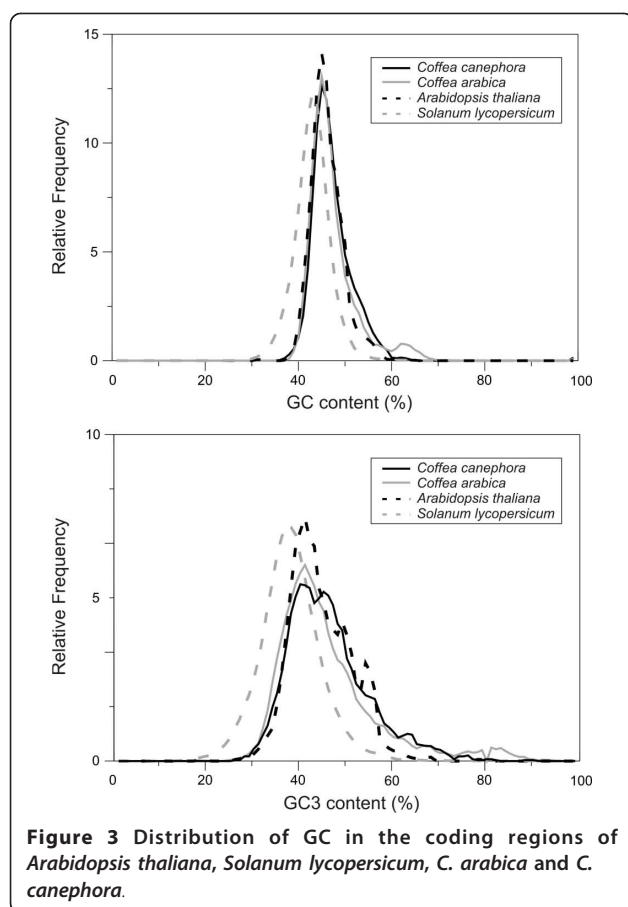 15
10
5
0
Relative Frequency
Coffea canephora
Coffea arabica
Arabidopsis thaliana
Solanum lycopersicum
0 20 40 60 80 100
GC content (%)
10
5
0
Relative Frequency
Coffea canephora
Coffea arabica
Arabidopsis thaliana
Solanum lycopersicum
0 20 40 60 80 100
GC3 content (%)
Figure 3 Distribution of GC in the coding regions of
Arabidopsis thaliana, Solanum lycopersicum, C. arabica and C.
canephora.